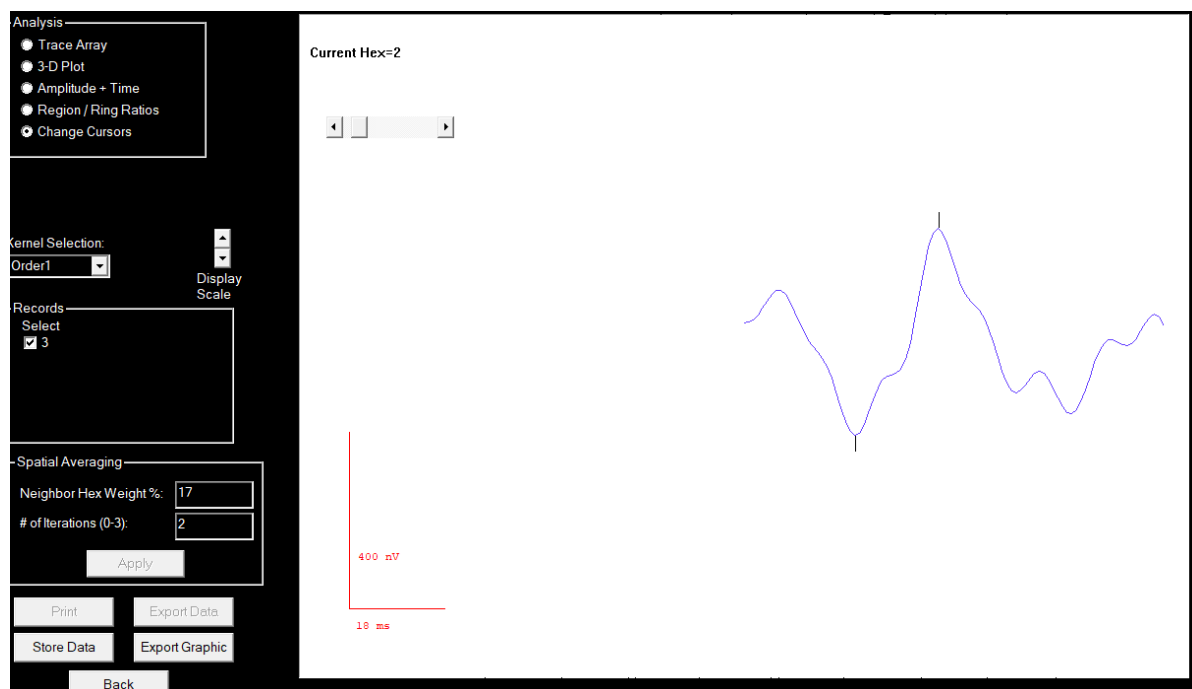 Analysis
Trace Array
3-D Plot
Amplitude + Time
Region / Ring Ratios
Change Cursors
Kernel Selection:
Order1
Display
Scale
Records
Select
3
Spatial Averaging
Neighbor Hex Weight %:
17
# of Iterations (0-3):
2
Apply
Print
Export Data
Store Data
Export Graphic
Back
Current Hex=2
400 nV
18 ms